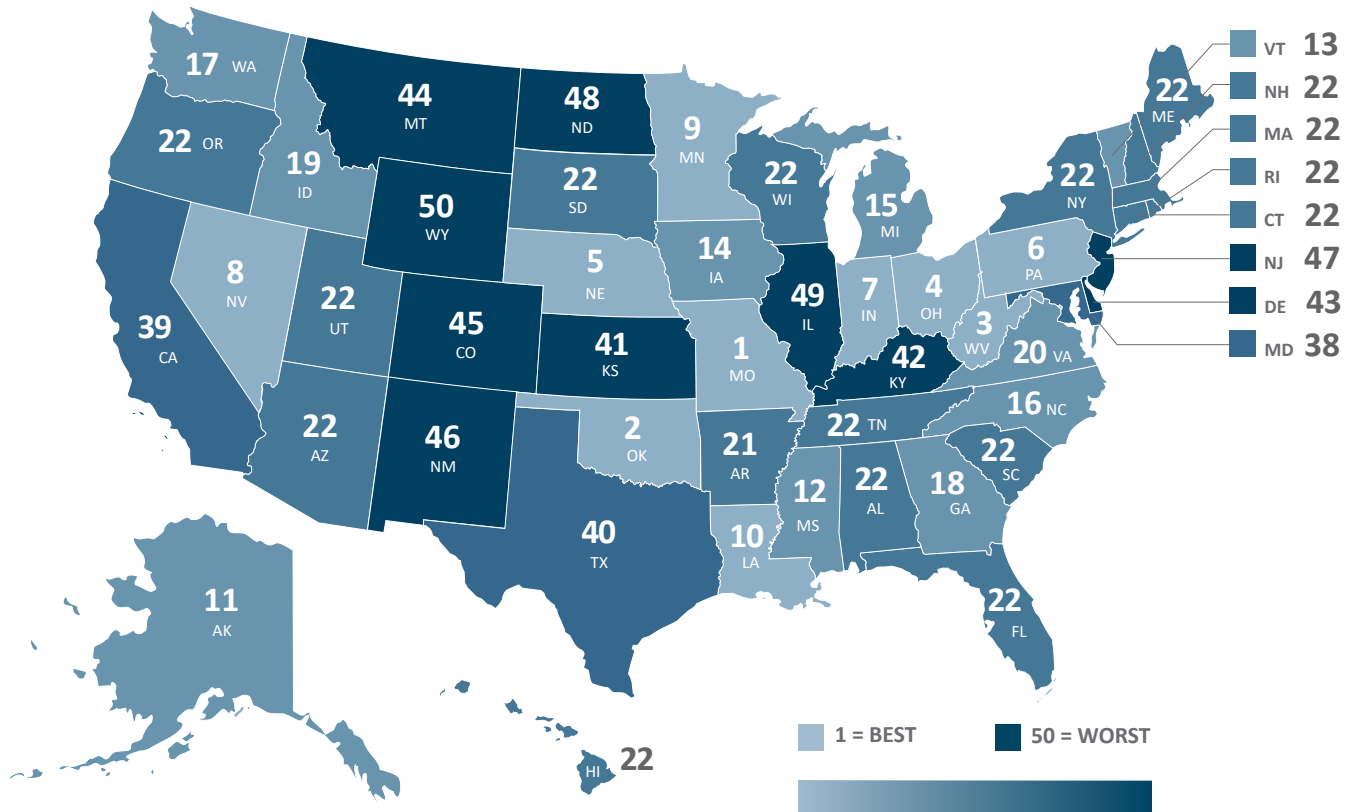 17 WA
44
MT
48
ND
9
MN
22
ME
VT 13
NH 22
MA 22
RI 22
CT 22
NJ 47
DE 43
MD 38
22 OR
19
ID
50
WY
22
SD
22
WI
15
MI
22
NY
8
NV
22
UT
5
NE
14
IA
49
IL
7
IN
4
OH
6
PA
3
WV
20 VA
39
CA
45
CO
41
KS
1
MO
42
KY
16 NC
22
AZ
46
NM
2
OK
21
AR
22 TN
22
SC
12
MS
22
AL
18
GA
40
TX
10
LA
22
FL
11
AK
HI 22
1 = BEST
50 = WORST